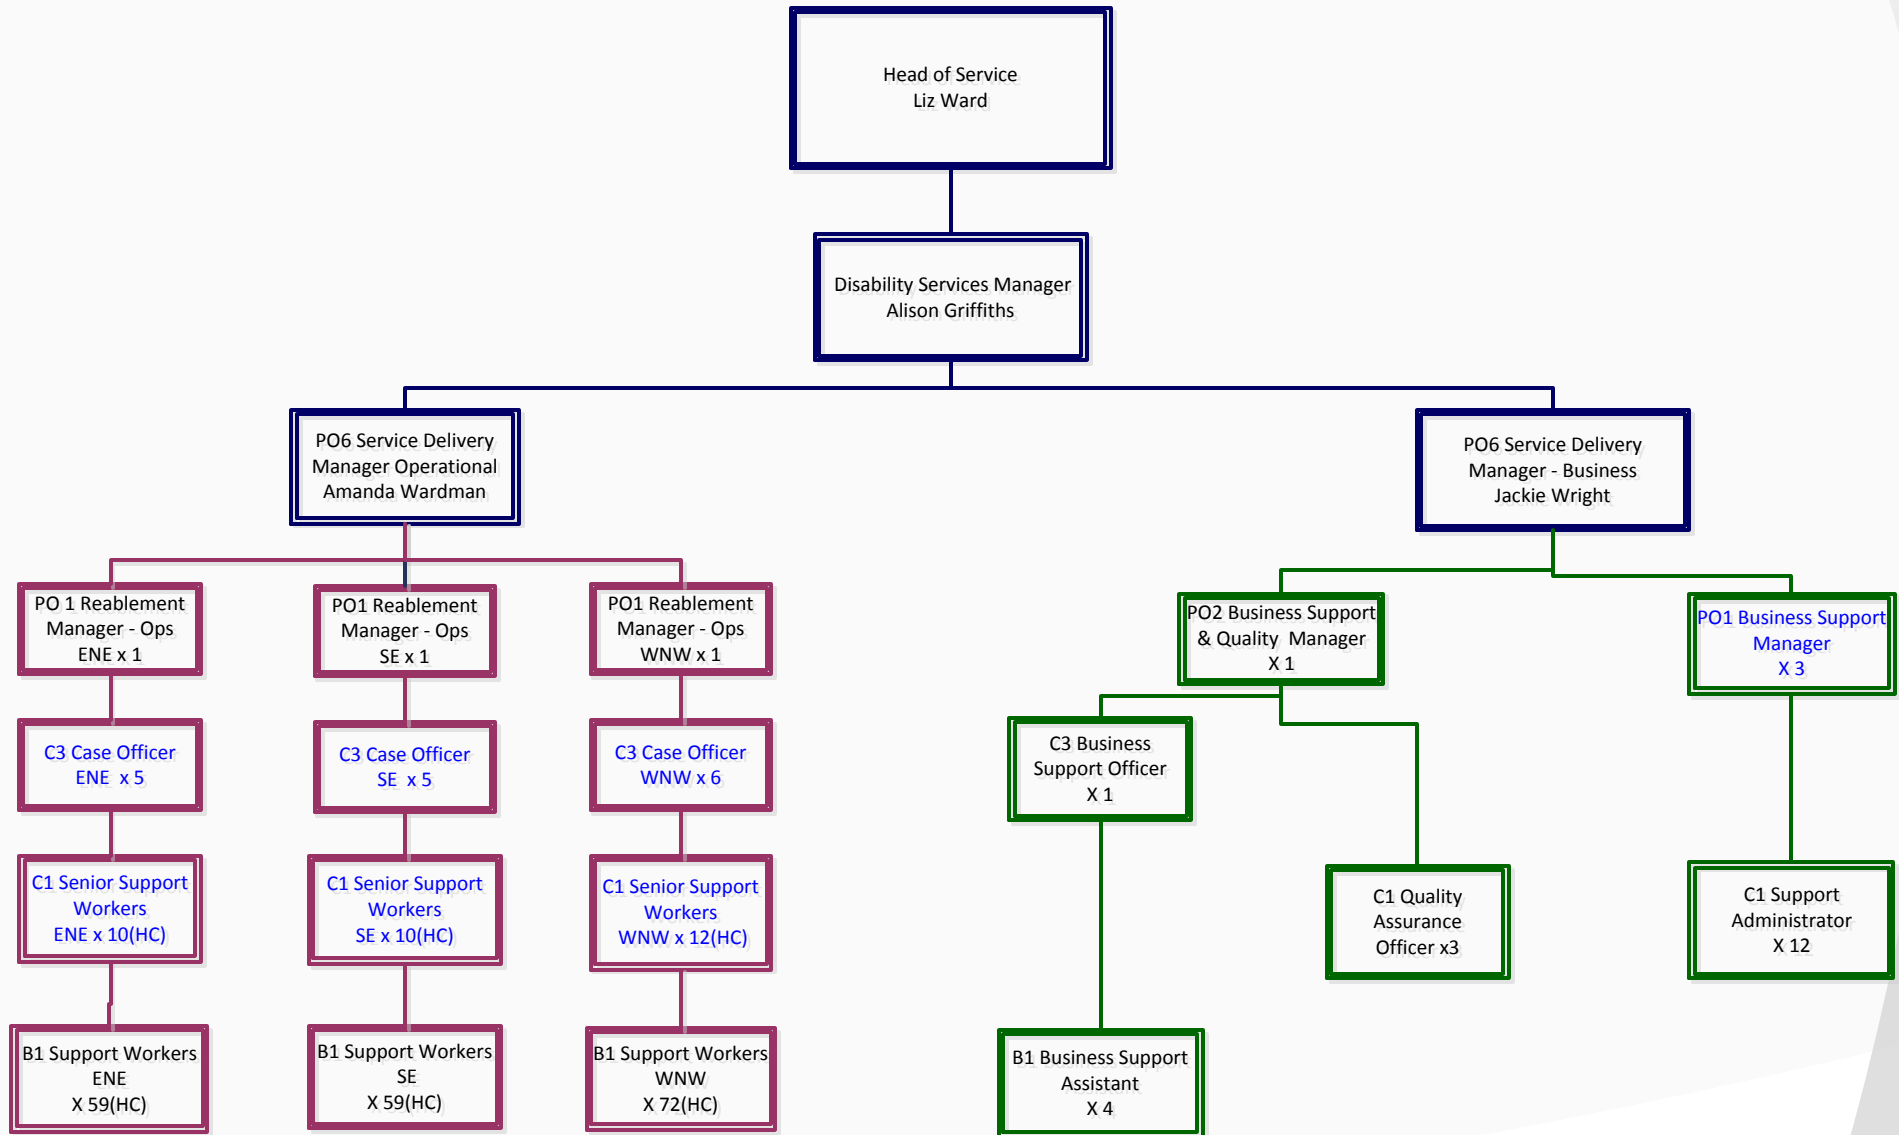 Head of Service
Liz Ward
Disability Services Manager
Alison Griffiths
PO6 Service Delivery
Manager Operational
Amanda Wardman
PO6 Service Delivery
Manager - Business
Jackie Wright
PO 1 Reablement
Manager - Ops
ENE x 1
PO1 Reablement
Manager - Ops
SE x 1
PO1 Reablement
Manager - Ops
WNW x 1
PO2 Business Support
& Quality Manager
X 1
PO1 Business Support
Manager
X 3
C3 Case Officer
ENE x 5
C3 Case Officer
SE x 5
C3 Case Officer
WNW x 6
C3 Business
Support Officer
X 1
C1 Senior Support
Workers
ENE x 10(HC)
C1 Senior Support
Workers
SE x 10(HC)
C1 Senior Support
Workers
WNW x 12(HC)
C1 Quality
Assurance
Officer x3
C1 Support
Administrator
X 12
B1 Support Workers
ENE
X 59(HC)
B1 Support Workers
SE
X 59(HC)
B1 Support Workers
WNW
X 72(HC)
B1 Business Support
Assistant
X 4